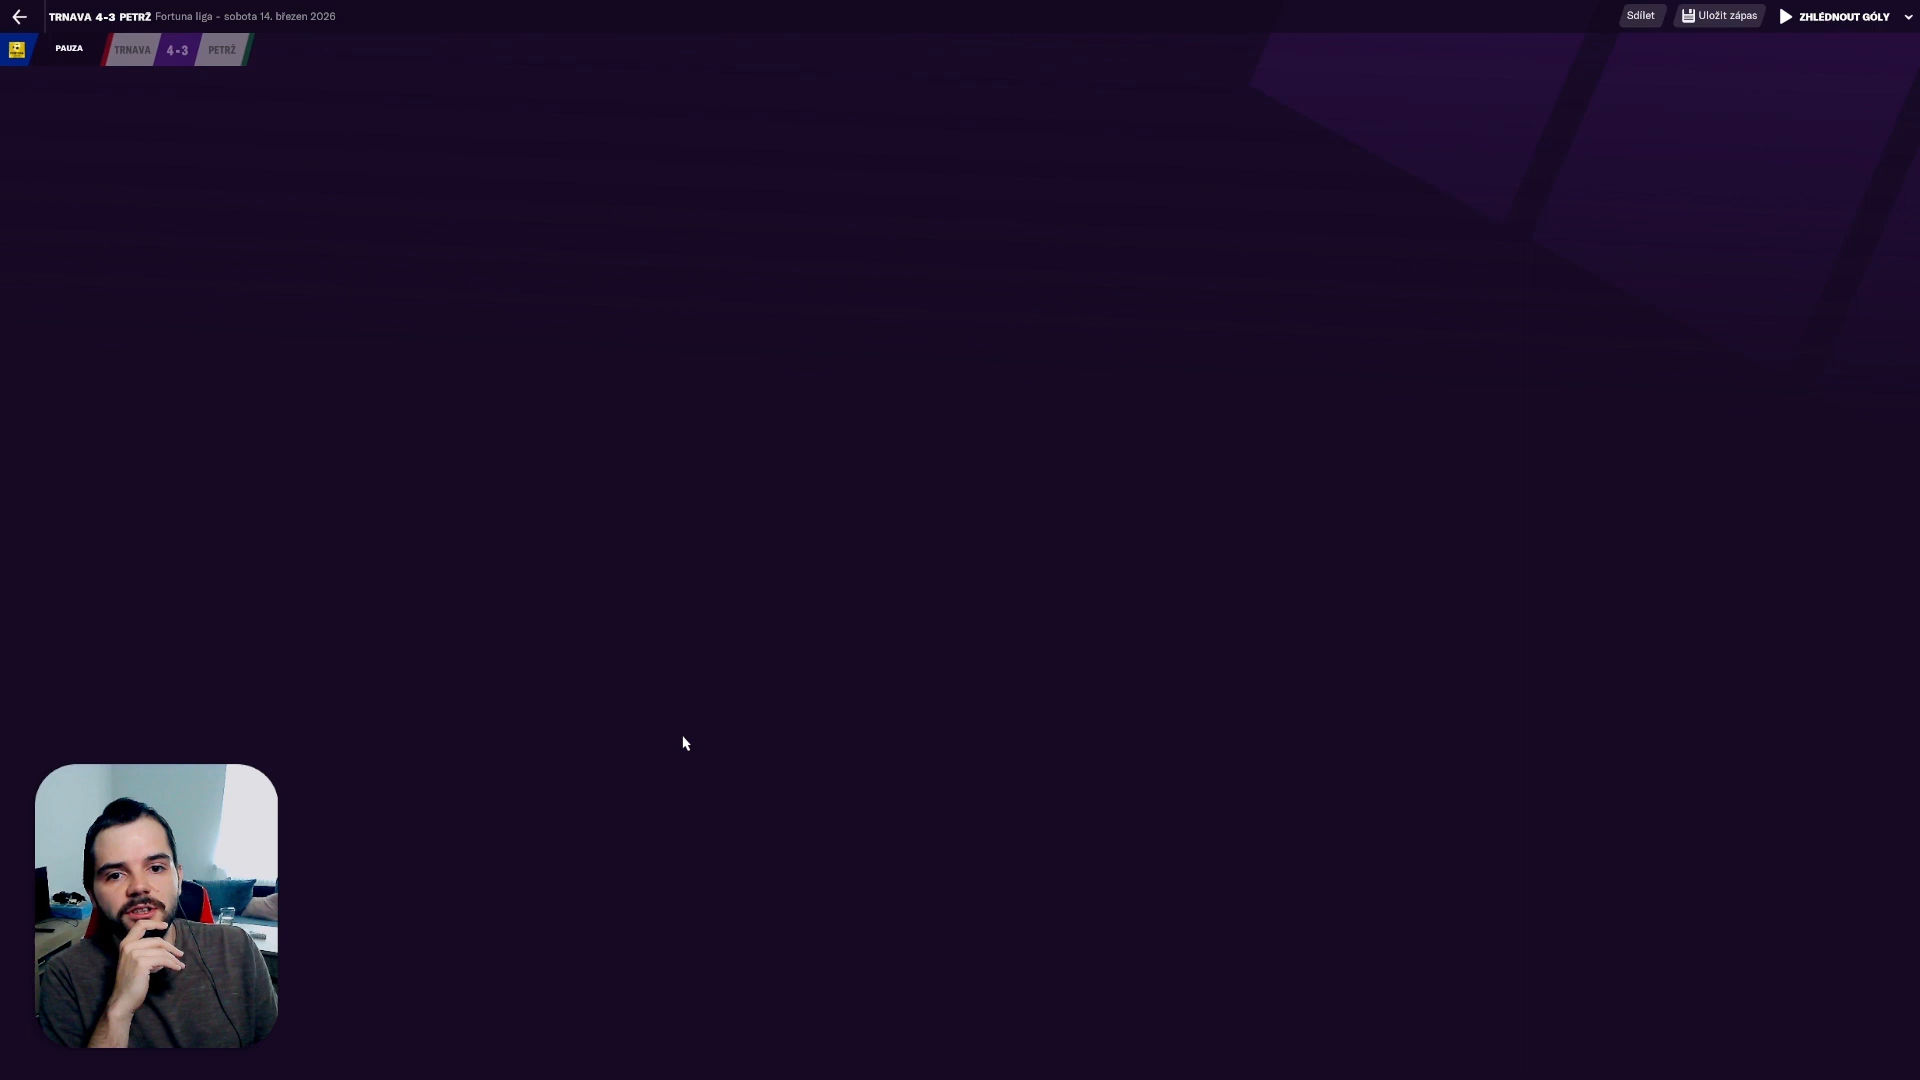 TRNAVA 4-3 PETRŽ Fortuna liga - sobota 14. březen 2026
Sdílet
Uložit zápas
ZHLÉDNOUT GÓLY
PAUZA
TRNAVA 4-3 PETRŽ